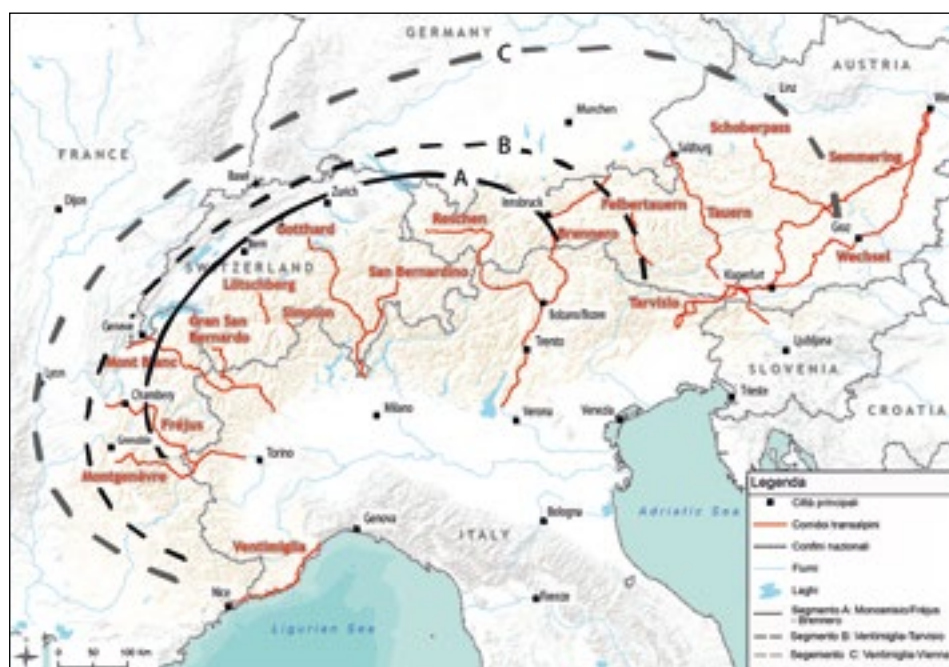 GERMANY
C
AUSTRIA
Linz
Munchen
Schoberpass
FRANCE
B
Salzburg
Semmering
Basel
Zurich
A
Dijon
Innsbruck
Felbertauern
Tauern
Reschen
Gotthard
Bern
Brennero
Graz
Wechsel
SWITZERLAND
San Bernardino
Lötschberg
Klagenfurt
Sempion
Tarvisio
Bolzano/Bozen
Gran San
Bernardo
Geneve
Mont Blanc
Trento
Ljubljana
SLOVENIA
Lyon
Chambery
Trieste
Milano
Verona
Venezia
CROATIA
Fréjus
Grenoble
Torino
Montgenèvre
Legenda
Città principali
Bologna
Adriatic Sea
Corridoi transalpini
Genova
ITALY
Ventimiglia
Confini nazionali
Fiumi
Nice
Firenze
Laghi
Segmento A: Moncenisio/Fréjus
- Brennero
Ligurian Sea
Segmento B: Ventimiglia-Tarvisio
Segmento C: Ventimiglia-Vienna
0 50 100 km